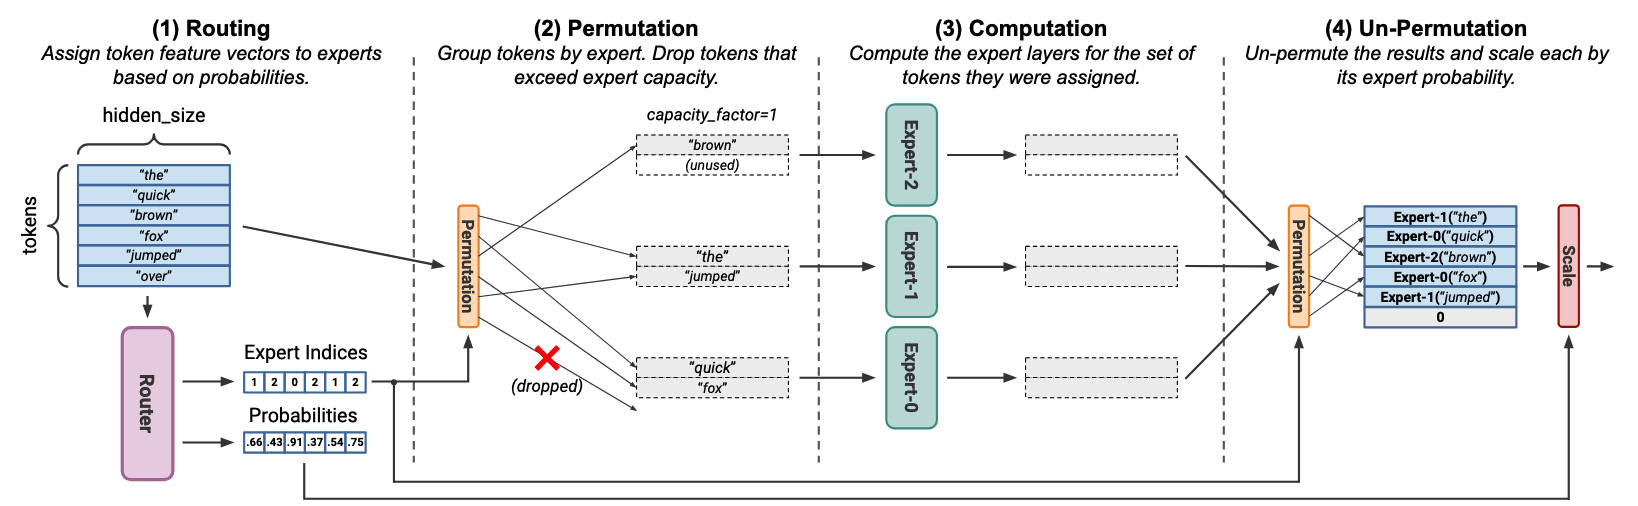 (1) Routing
Assign token feature vectors to experts
based on probabilities.
hidden_size
tokens
“the”
“quick”
“brown”
“fox”
“jumped”
“over”
Router
Expert Indices
1 2 0 2 1 2
Probabilities
.66 .43 .91 .37 .54 .75
(2) Permutation
Group tokens by expert. Drop tokens that
exceed expert capacity.
capacity_factor=1
Permutation
“brown”
(unused)
“the”
“jumped”
“quick”
“fox”
(dropped)
(3) Computation
Compute the expert layers for the set of
tokens they were assigned.
Expert-2
Expert-1
Expert-0
(4) Un-Permutation
Un-permute the results and scale each by
its expert probability.
Permutation
Expert-1(“the”)
Expert-0(“quick”)
Expert-2(“brown”)
Expert-0(“fox”)
Expert-1(“jumped”)
0
Scale